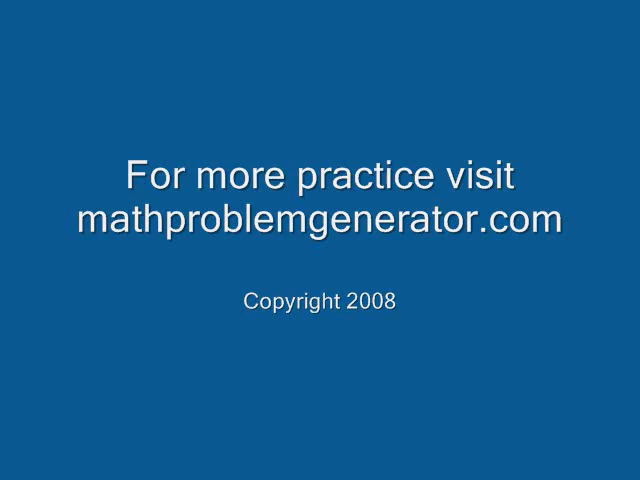 For more practice visit
mathproblemgenerator.com
Copyright 2008